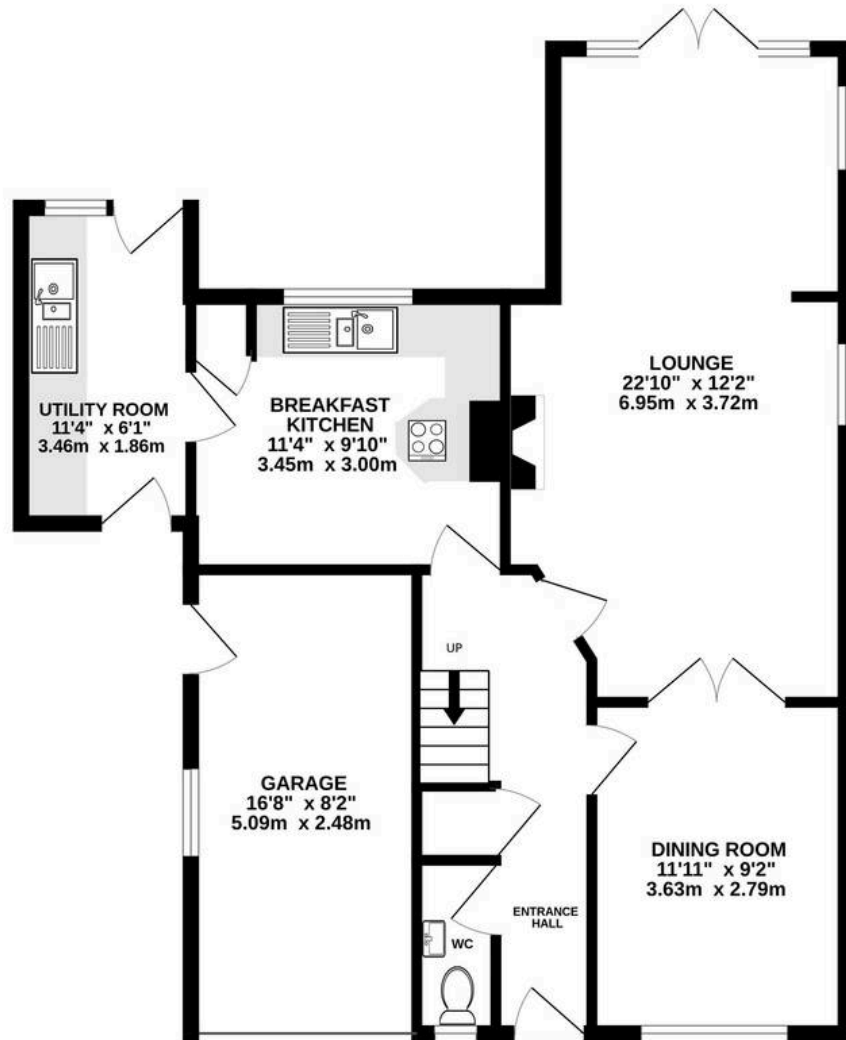 LOUNGE
22'10" x 12'2"
6.95m x 3.72m
UTILITY ROOM
11'4" x 6'1"
3.46m x 1.86m
BREAKFAST
KITCHEN
11'4" x 9'10"
3.45m x 3.00m
UP
GARAGE
16'8" x 8'2"
5.09m x 2.48m
DINING ROOM
11'11" x 9'2"
3.63m x 2.79m
ENTRANCE
HALL
WC